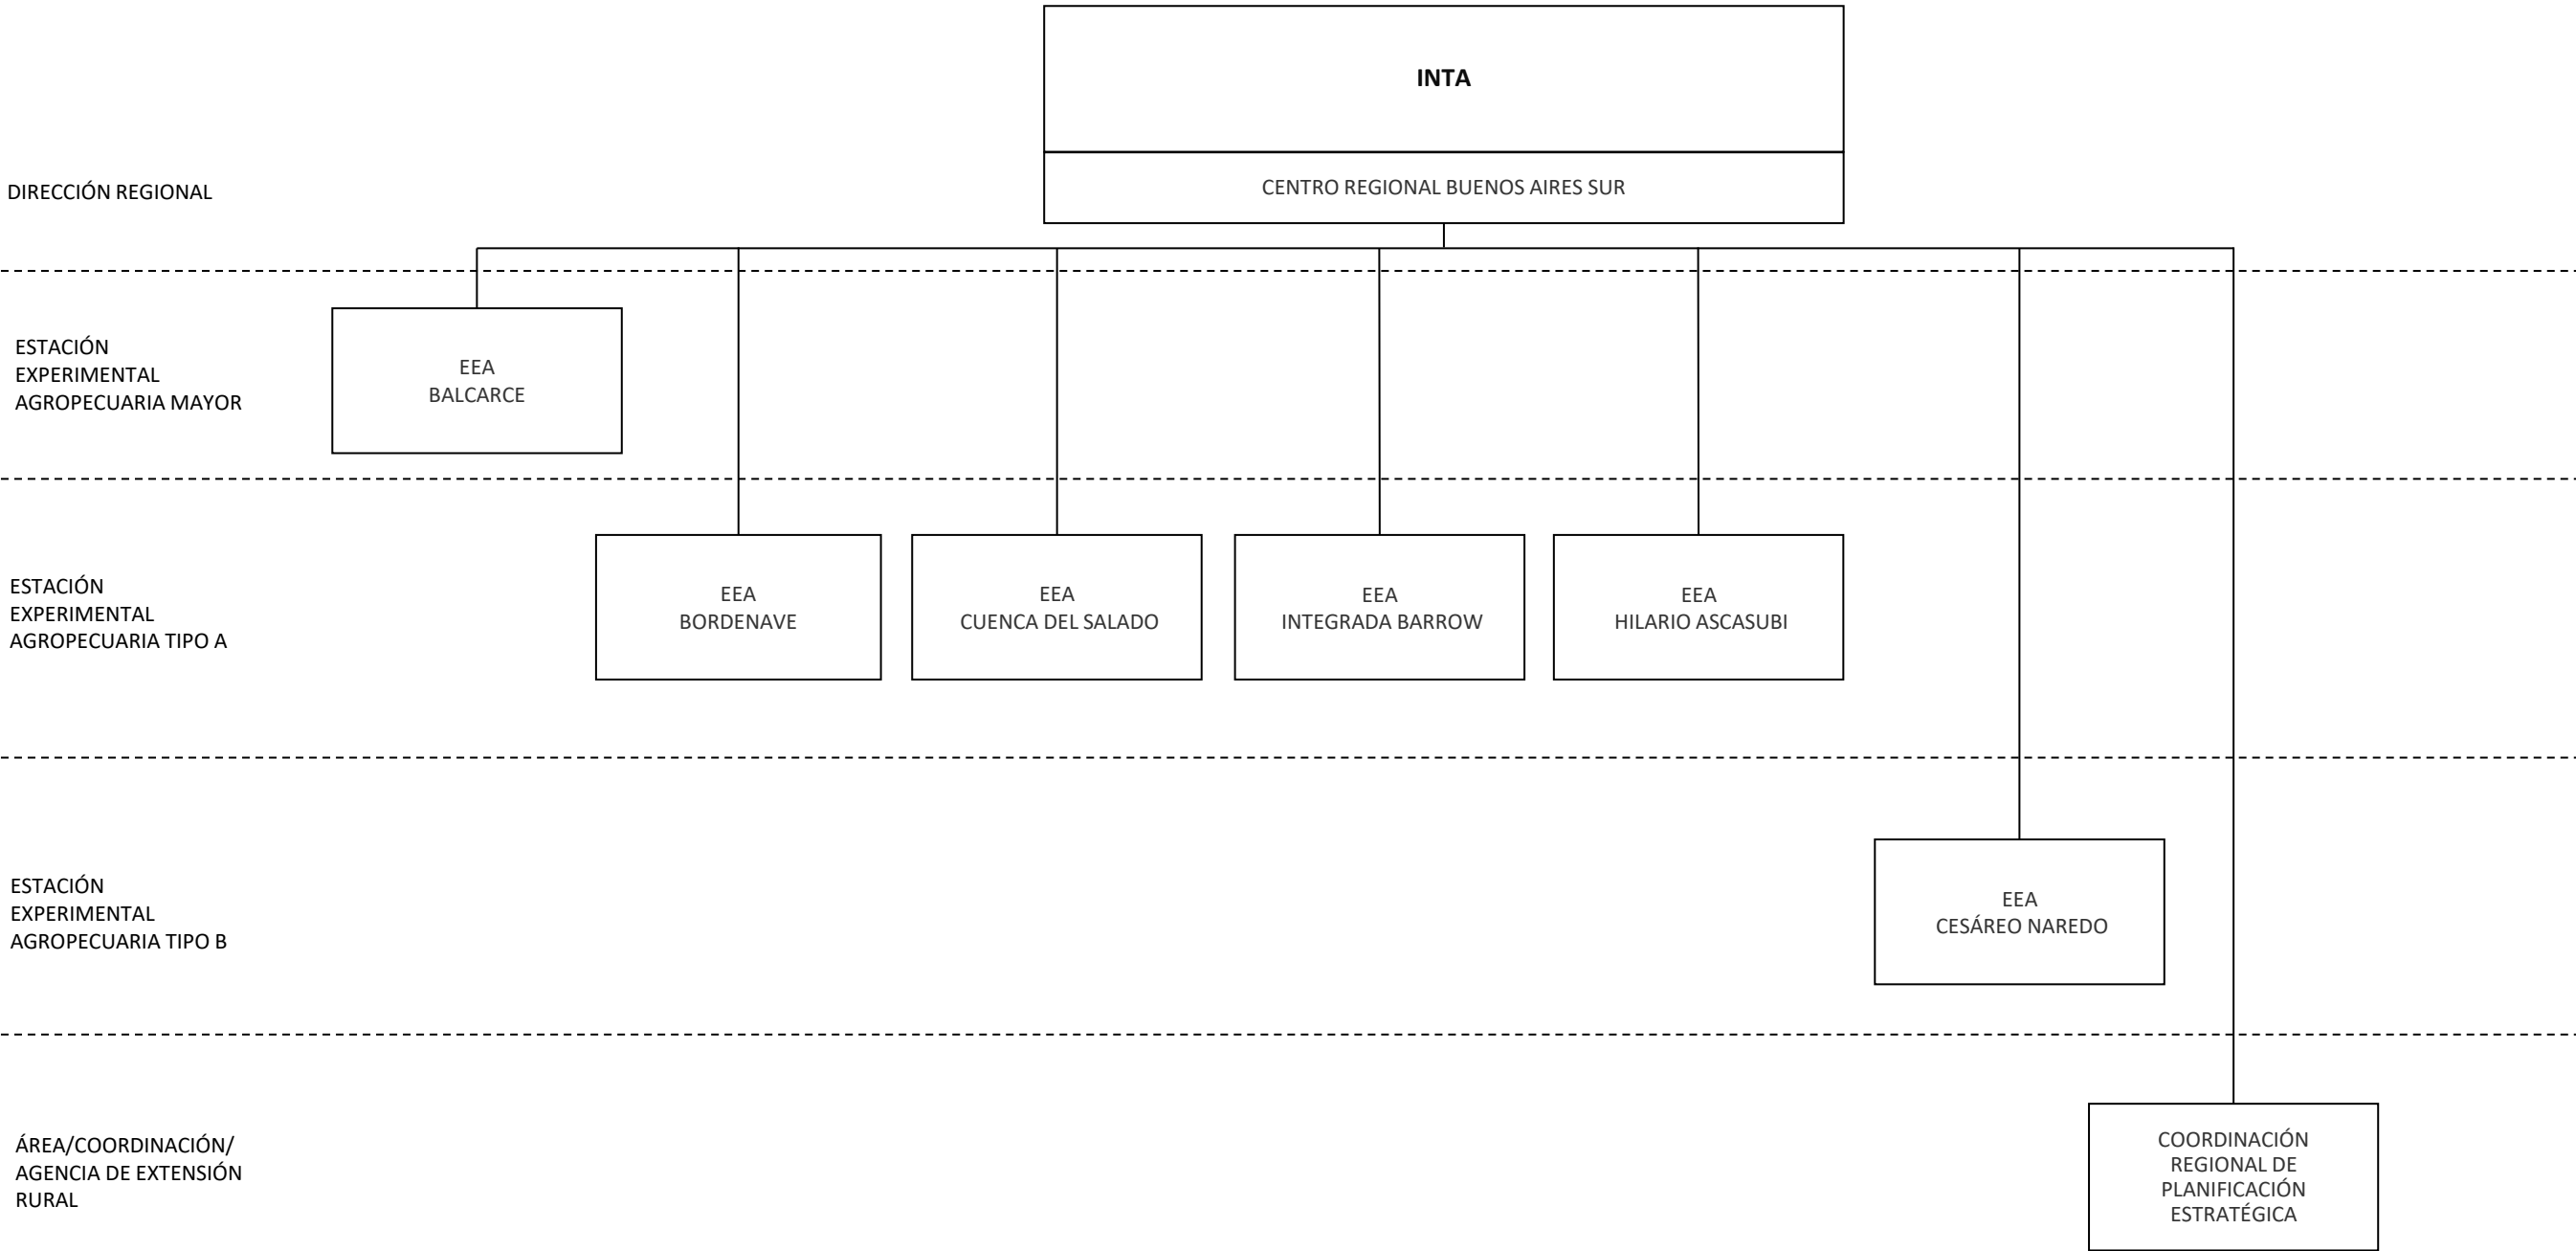 INTA
DIRECCIÓN REGIONAL
CENTRO REGIONAL BUENOS AIRES SUR
ESTACIÓN
EXPERIMENTAL
AGROPECUARIA MAYOR
EEA
BALCARCE
ESTACIÓN
EXPERIMENTAL
AGROPECUARIA TIPO A
EEA
BORDENAVE
EEA
CUENCA DEL SALADO
EEA
INTEGRADA BARROW
EEA
HILARIO ASCASUBI
ESTACIÓN
EXPERIMENTAL
AGROPECUARIA TIPO B
EEA
CESÁREO NAREDO
ÁREA/COORDINACIÓN/
AGENCIA DE EXTENSIÓN
RURAL
COORDINACIÓN
REGIONAL DE
PLANIFICACIÓN
ESTRATÉGICA